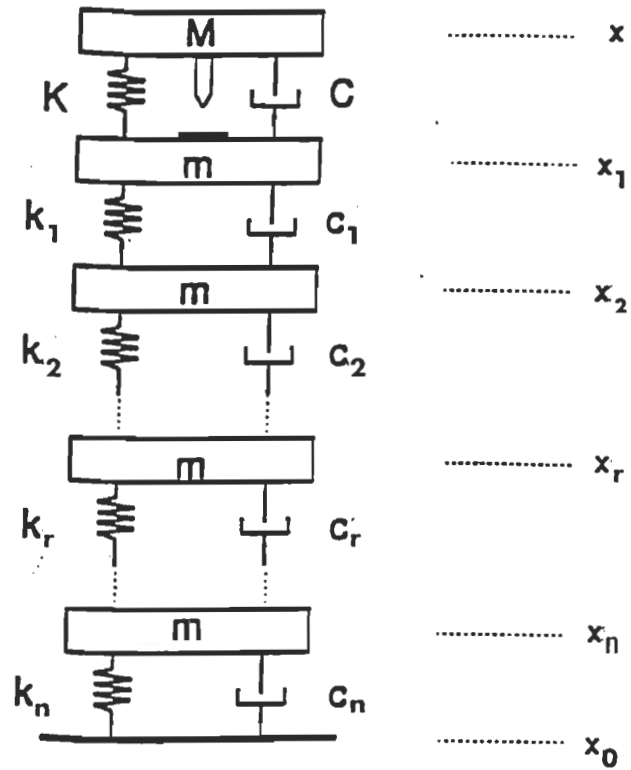 M x
K C
m x₁
k₁ c₁
m x₂
k₂ c₂
m xᵣ
kᵣ cᵣ
m xₙ
kₙ cₙ
x₀